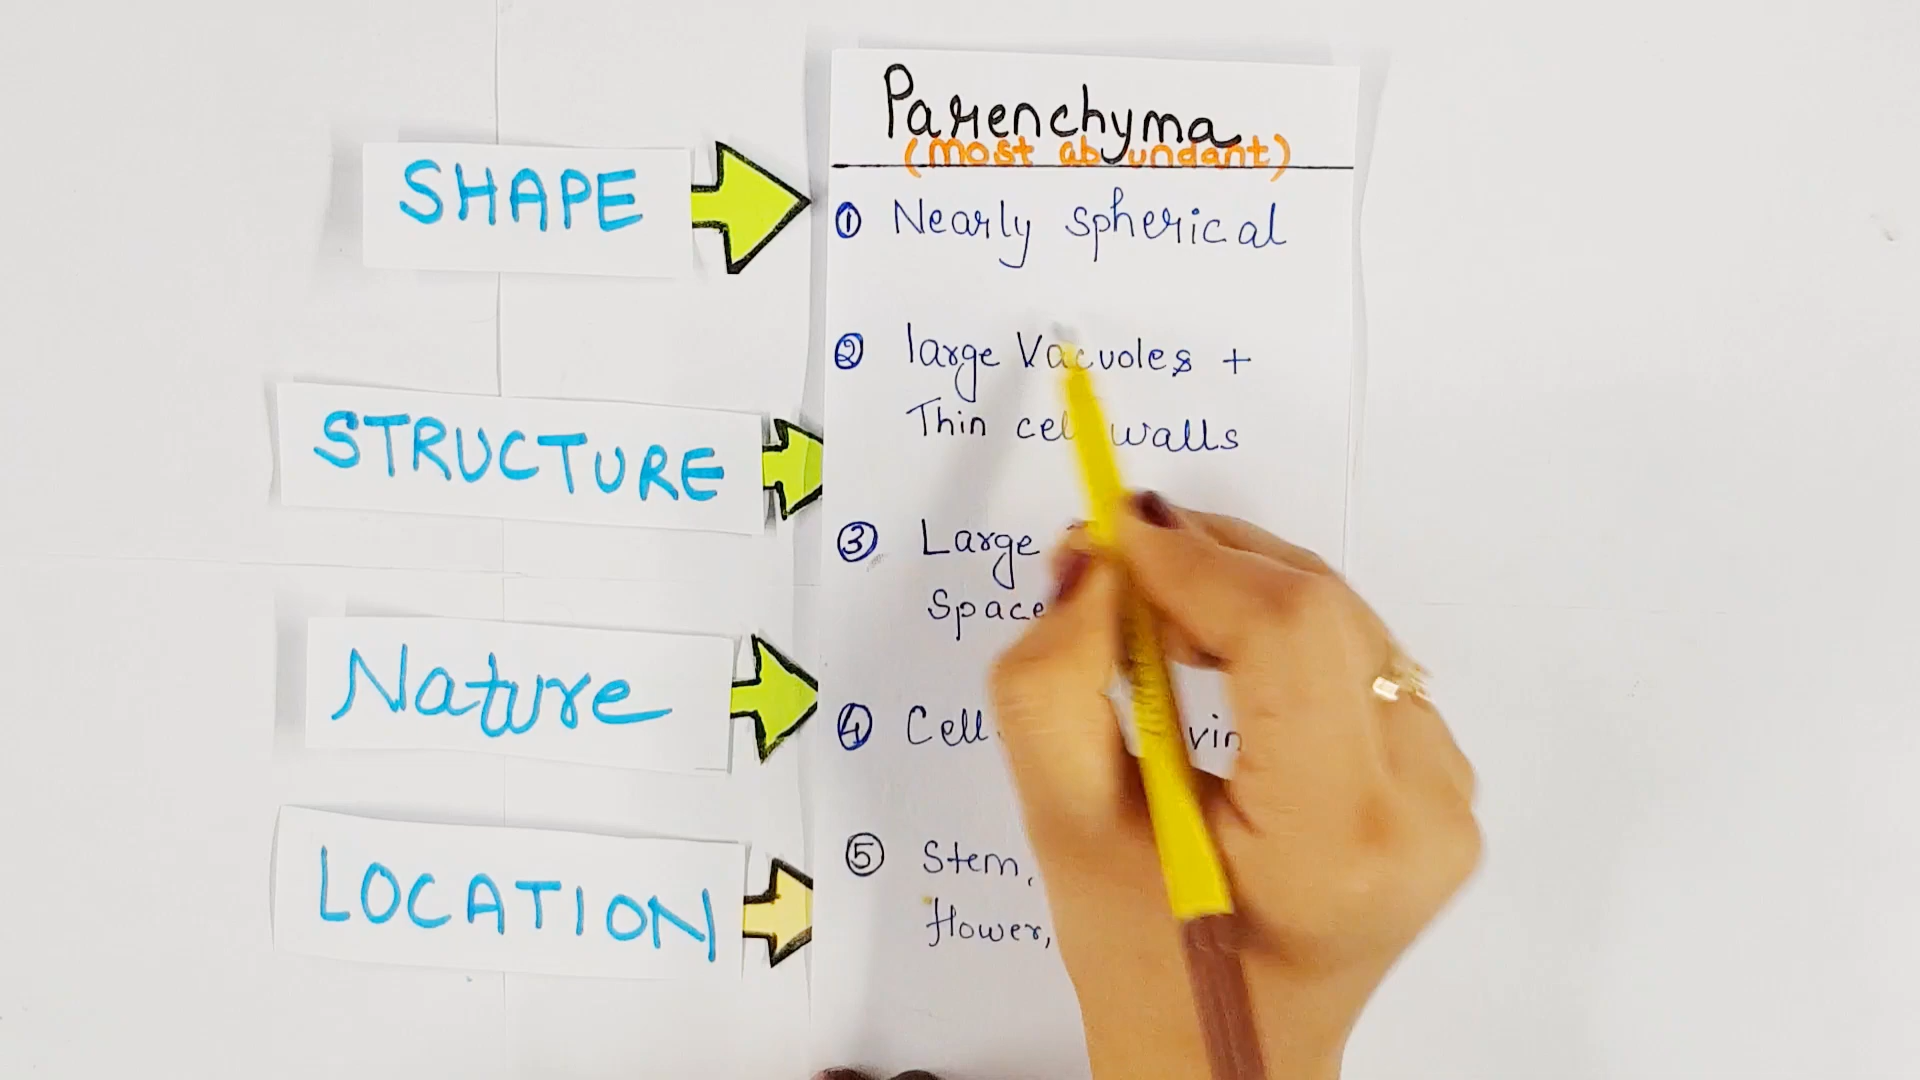 SHAPE
STRUCTURE
Nature
LOCATION
Parenchyma
(most abundant)
① Nearly spherical
② large Vacuoles +
Thin cell walls
③ Large
Space
④ Cell
⑤ Stem,
flower,